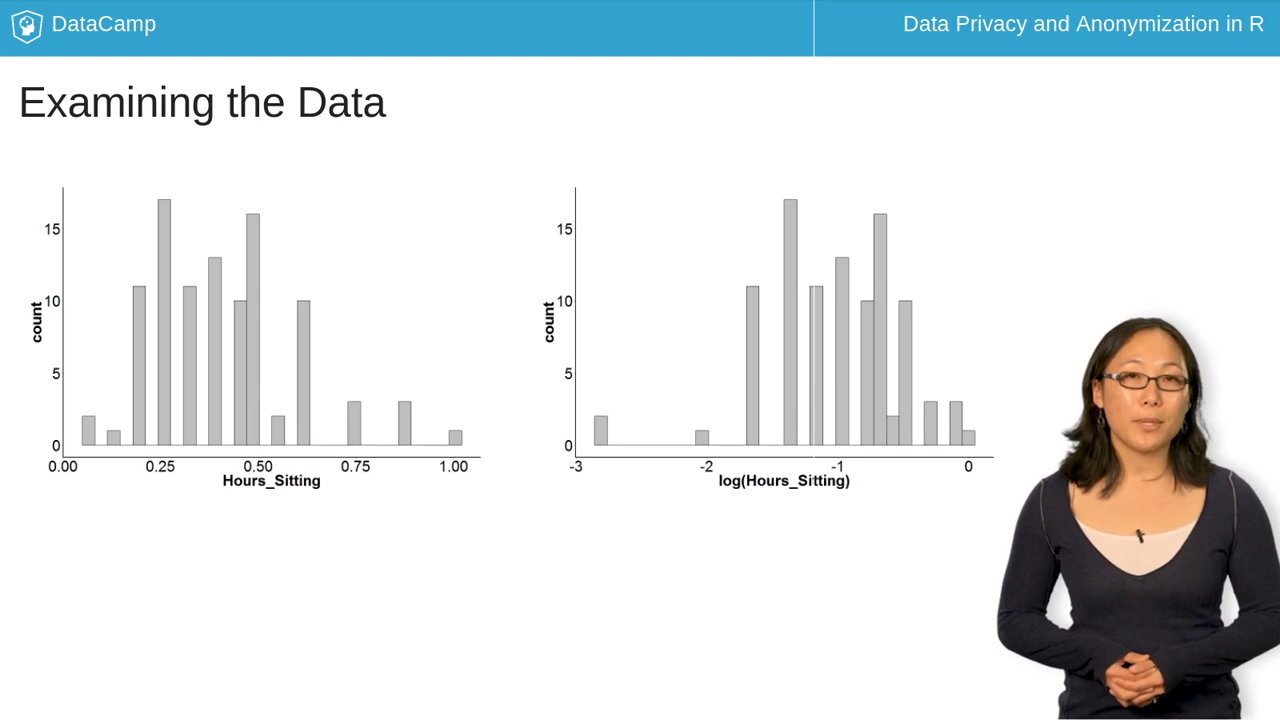 DataCamp
Data Privacy and Anonymization in R
Examining the Data
count
15
10
5
0
0.00 0.25 0.50 0.75 1.00
Hours_Sitting
count
15
10
5
0
-3 -2 -1 0
log(Hours_Sitting)